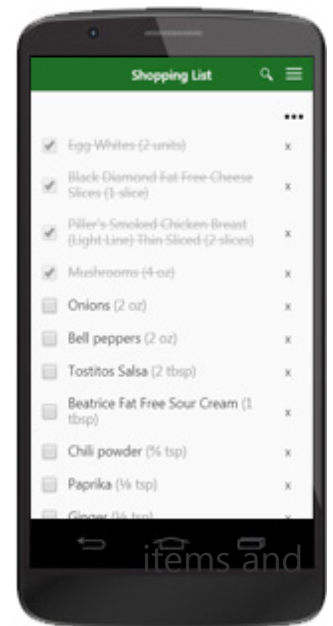 Shopping List
Egg Whites (2 units)
Black Diamond Fat Free Cheese
Slices (1 slice)
Piller's Smoked Chicken Breast
(Light Line) Thin Sliced (2 slices)
Mushrooms (4 oz)
Onions (2 oz)
Bell peppers (2 oz)
Tostitos Salsa (2 tbsp)
Beatrice Fat Free Sour Cream (1
tbsp)
Chili powder
Paprika
Ginger
items and